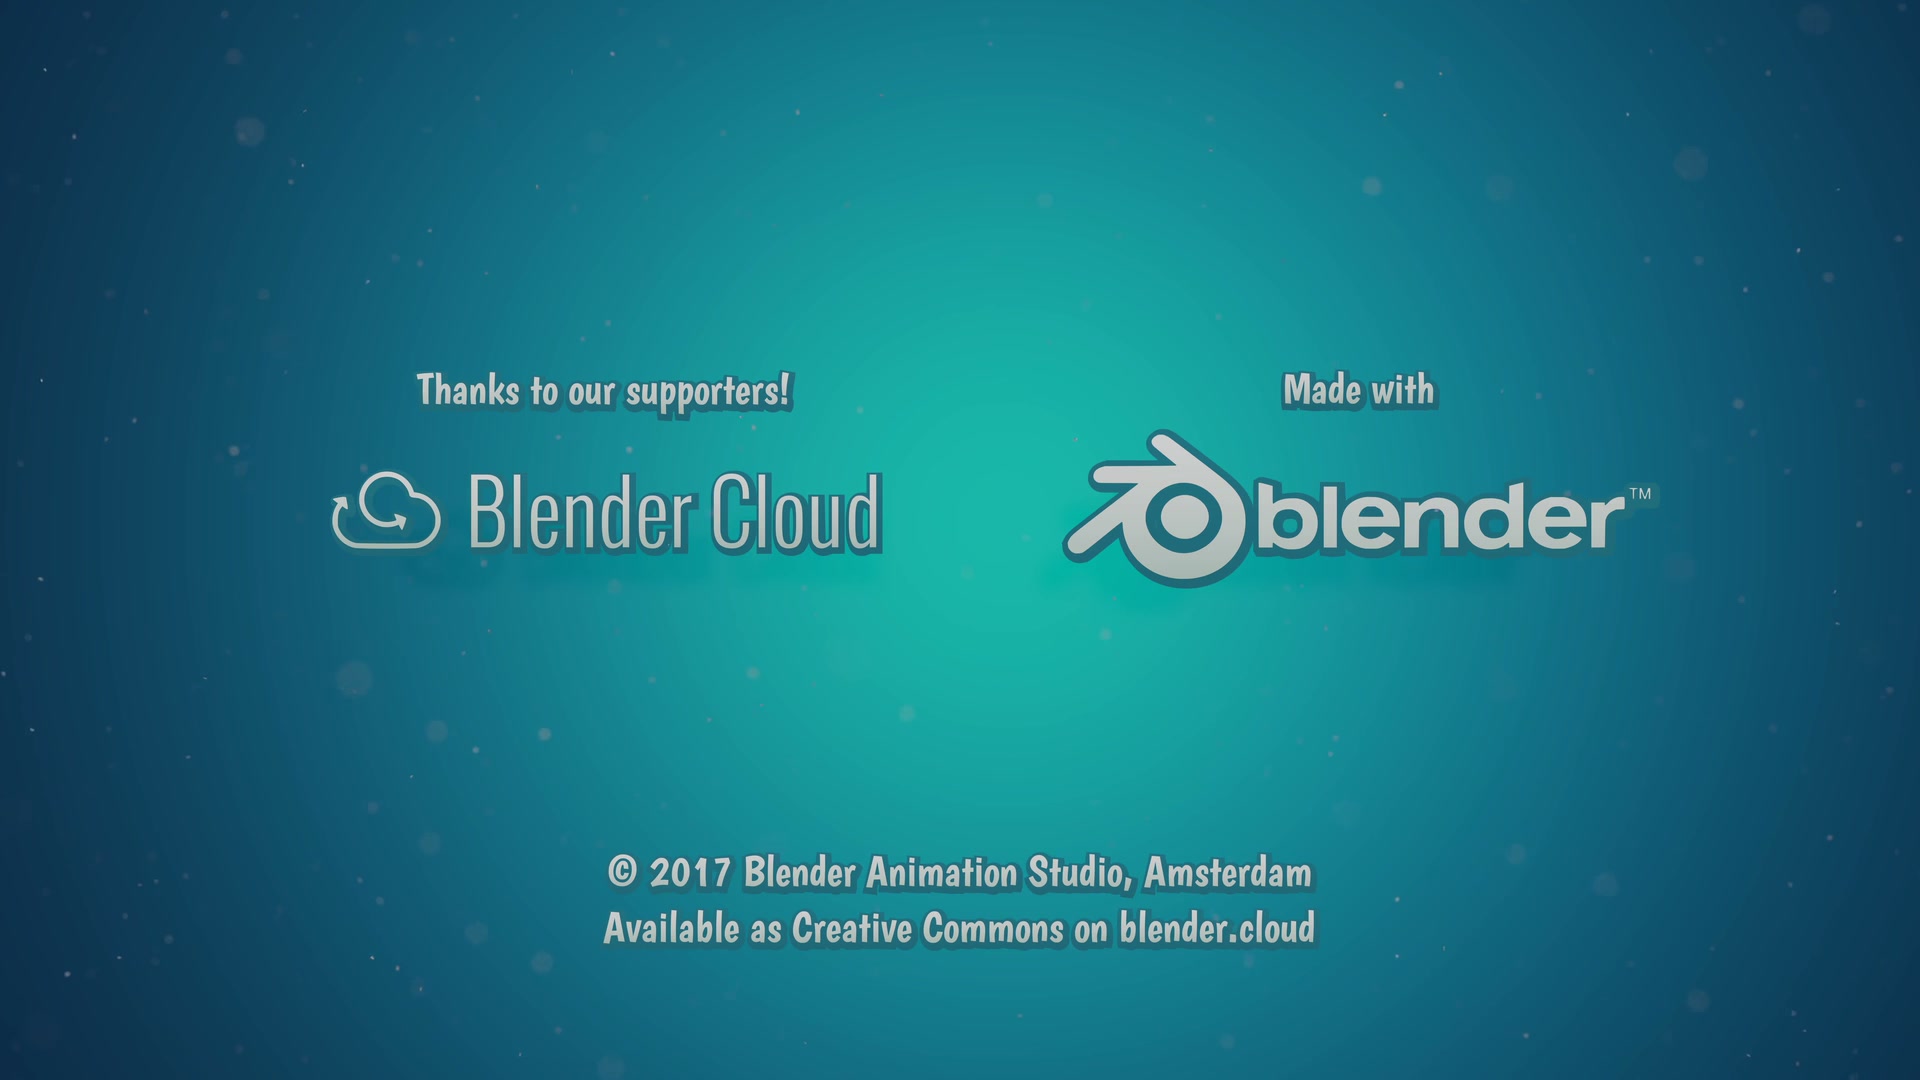 Thanks to our supporters!
Blender Cloud
Made with
blender™
© 2017 Blender Animation Studio, Amsterdam
Available as Creative Commons on blender.cloud